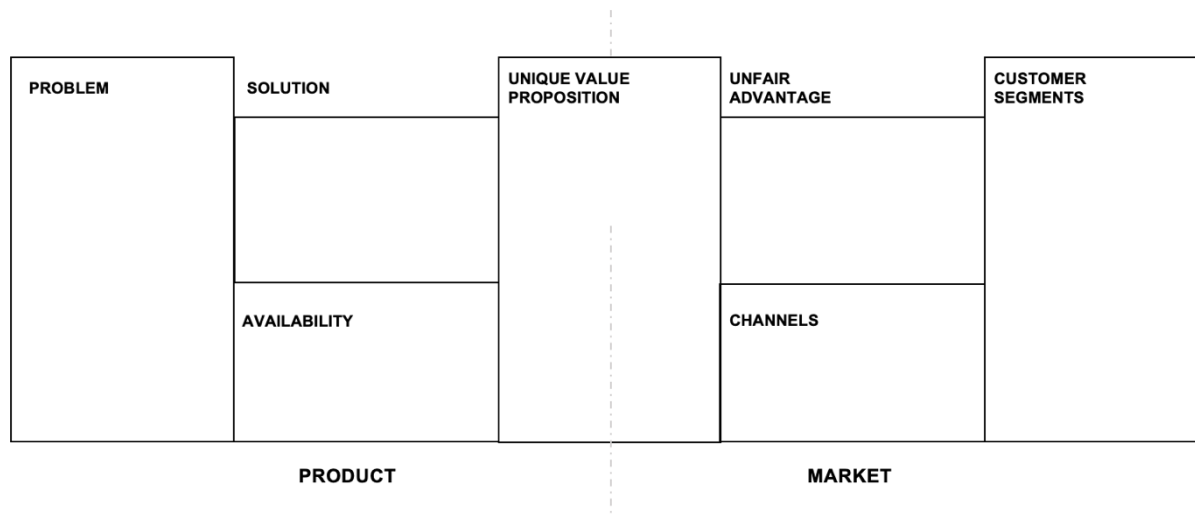 PROBLEM
SOLUTION
AVAILABILITY
UNIQUE VALUE
PROPOSITION
UNFAIR
ADVANTAGE
CHANNELS
CUSTOMER
SEGMENTS
PRODUCT
MARKET